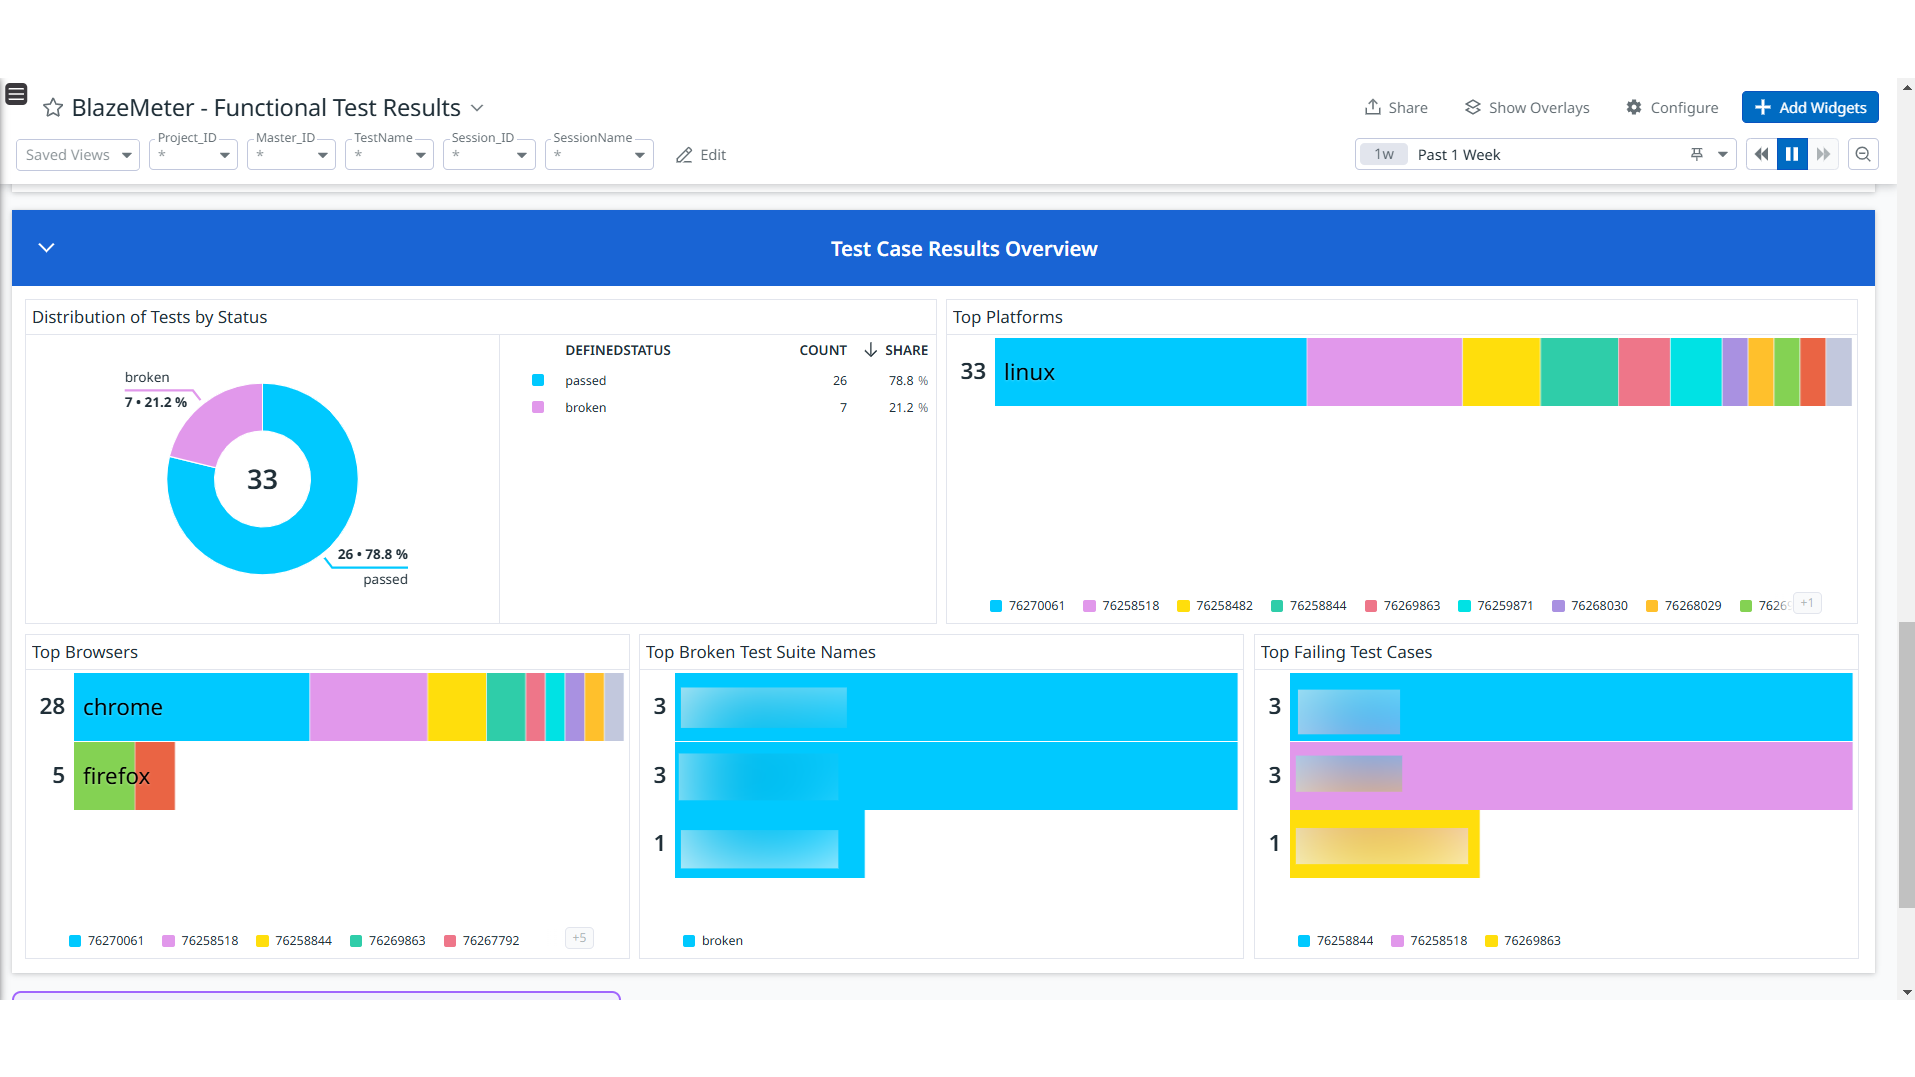 BlazeMeter - Functional Test Results
Share
Show Overlays
Configure
Add Widgets
Saved Views
Project_ID
*
Master_ID
*
TestName
*
Session_ID
*
SessionName
*
Edit
1w
Past 1 Week
Test Case Results Overview
Distribution of Tests by Status
broken
7 • 21.2 %
33
26 • 78.8 %
passed
DEFINEDSTATUS COUNT SHARE
passed 26 78.8 %
broken 7 21.2 %
Top Platforms
33 linux
76270061 76258518 76258482 76258844 76269863 76259871 76268030 76268029 +1
Top Browsers
28 chrome
5 firefox
76270061 76258518 76258844 76269863 76267792 +5
Top Broken Test Suite Names
3
3
1
broken
Top Failing Test Cases
3
3
1
76258844 76258518 76269863